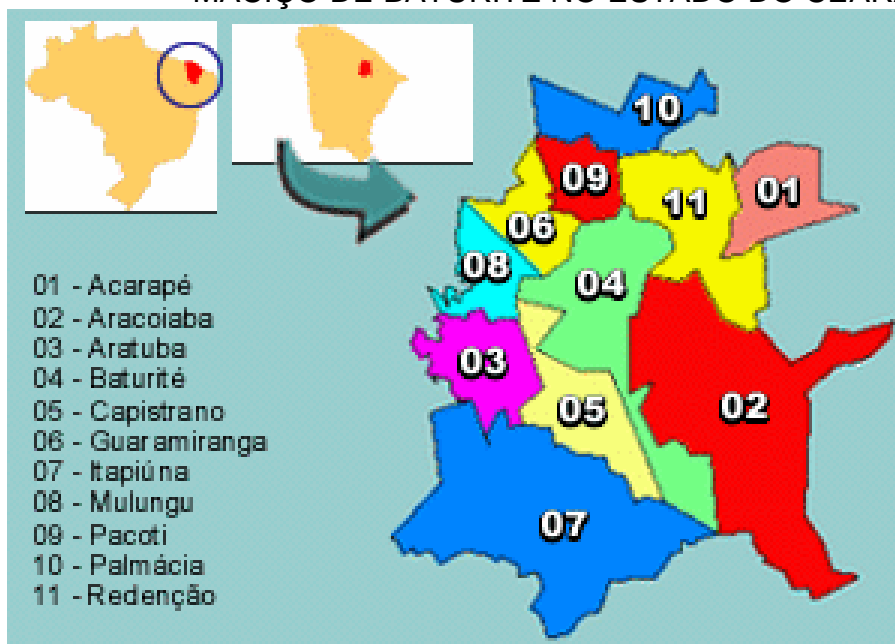 10
09
01
11
06
08
04
03
05
02
07
01 - Acarapé
02 - Aracoiaba
03 - Aratuba
04 - Baturité
05 - Capistrano
06 - Guaramiranga
07 - Itapiúna
08 - Mulungu
09 - Pacoti
10 - Palmácia
11 - Redenção